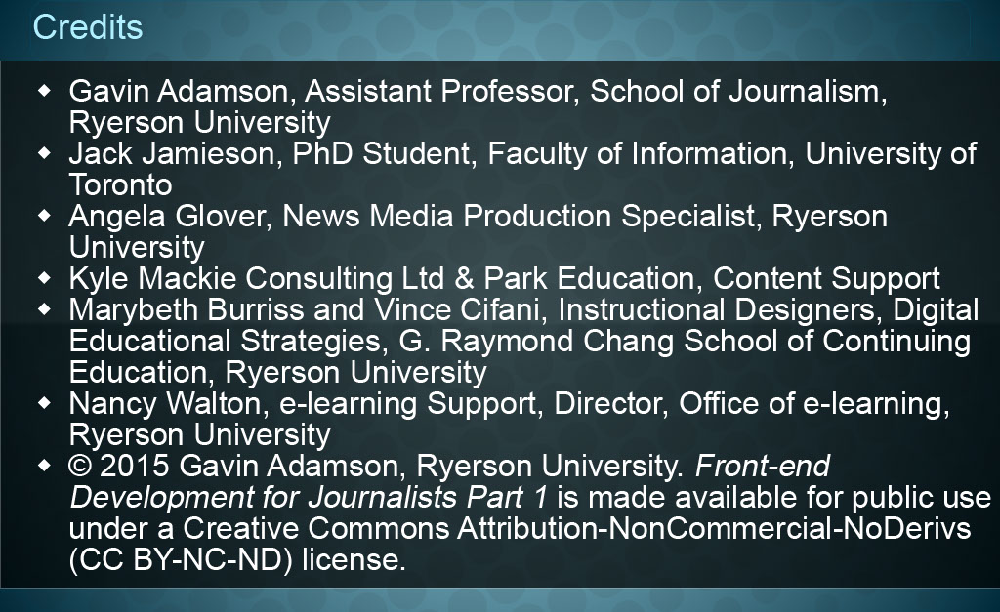 Credits
◆ Gavin Adamson, Assistant Professor, School of Journalism,
Ryerson University
◆ Jack Jamieson, PhD Student, Faculty of Information, University of
Toronto
◆ Angela Glover, News Media Production Specialist, Ryerson
University
◆ Kyle Mackie Consulting Ltd & Park Education, Content Support
◆ Marybeth Burriss and Vince Cifani, Instructional Designers, Digital
Educational Strategies, G. Raymond Chang School of Continuing
Education, Ryerson University
◆ Nancy Walton, e-learning Support, Director, Office of e-learning,
Ryerson University
◆ © 2015 Gavin Adamson, Ryerson University. Front-end
Development for Journalists Part 1 is made available for public use
under a Creative Commons Attribution-NonCommercial-NoDerivs
(CC BY-NC-ND) license.